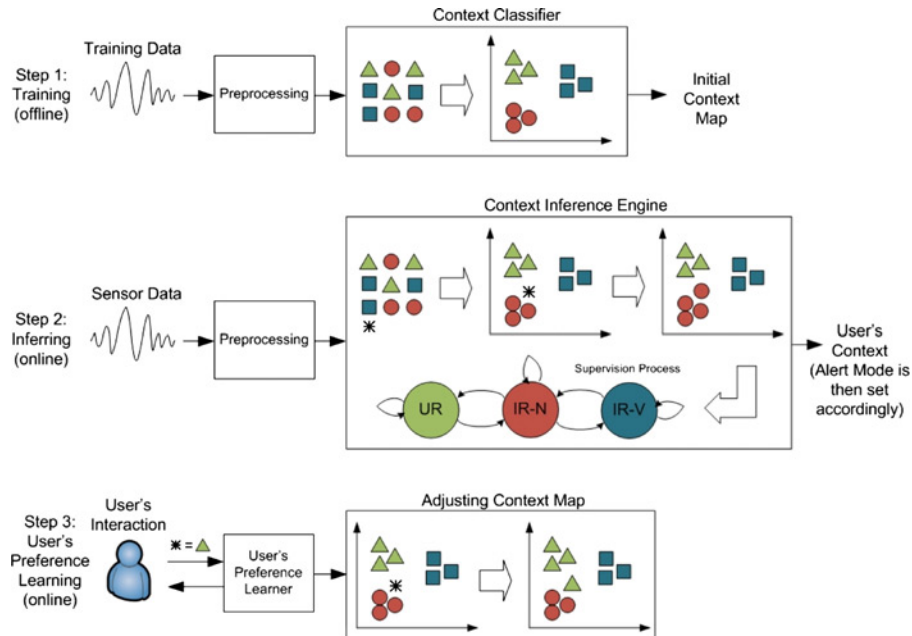 Context Classifier
Training Data
Step 1:
Training
(offline)
Preprocessing
Initial
Context
Map
Context Inference Engine
Sensor Data
Step 2:
Inferring
(online)
Preprocessing
Supervision Process
UR
IR-N
IR-V
User's
Context
(Alert Mode is
then set
accordingly)
Adjusting Context Map
User's
Interaction
Step 3:
User's
Preference
Learning
(online)
* =
User's
Preference
Learner